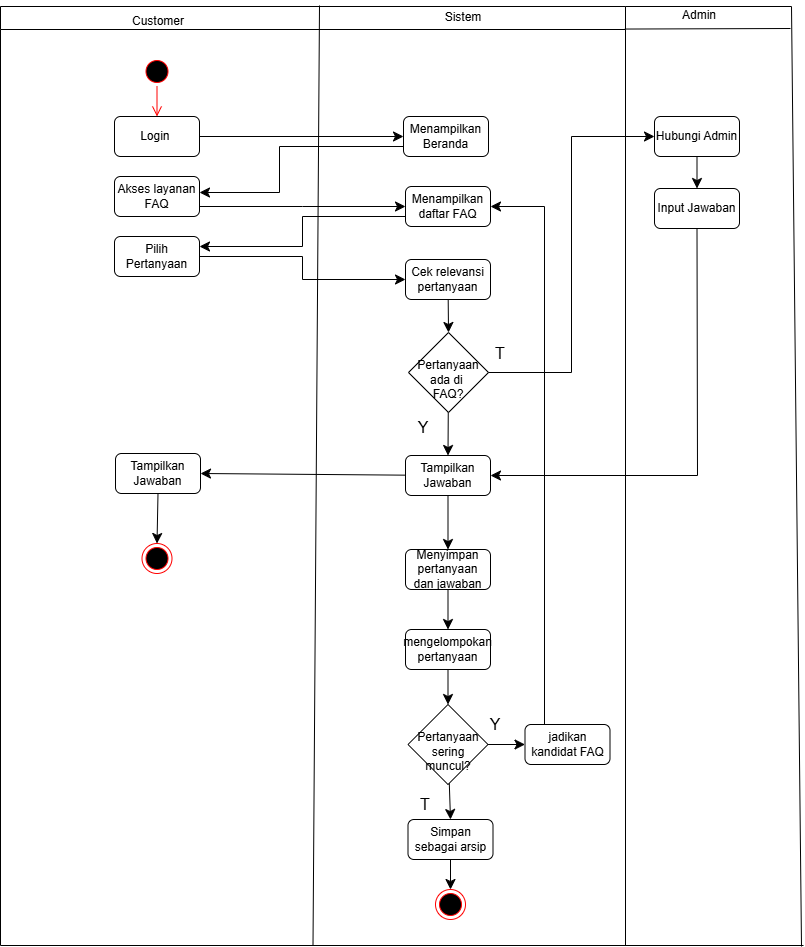 Customer
Sistem
Admin
Login
Menampilkan
Beranda
Hubungi Admin
Akses layanan
FAQ
Menampilkan
daftar FAQ
Input Jawaban
Pilih
Pertanyaan
Cek relevansi
pertanyaan
T
Pertanyaan
ada di
FAQ?
Y
Tampilkan
Jawaban
Tampilkan
Jawaban
Menyimpan
pertanyaan
dan jawaban
mengelompokan
pertanyaan
Y
Pertanyaan
sering
muncul?
jadikan
kandidat FAQ
T
Simpan
sebagai arsip